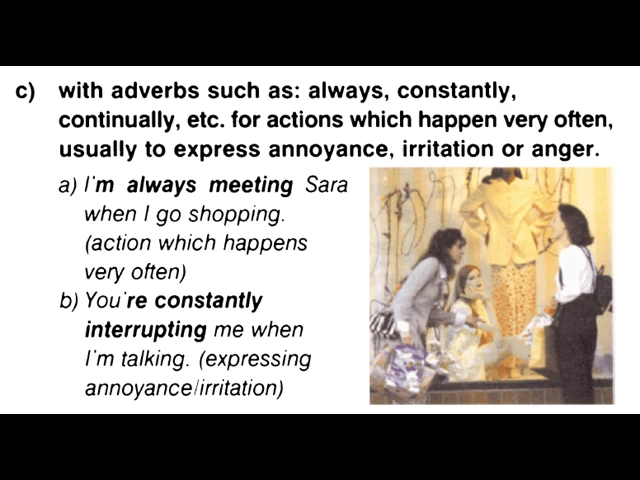 c) with adverbs such as: always, constantly,
continually, etc. for actions which happen very often,
usually to express annoyance, irritation or anger.
a) I'm always meeting Sara
when I go shopping.
(action which happens
very often)
b) You're constantly
interrupting me when
I'm talking. (expressing
annoyance/irritation)